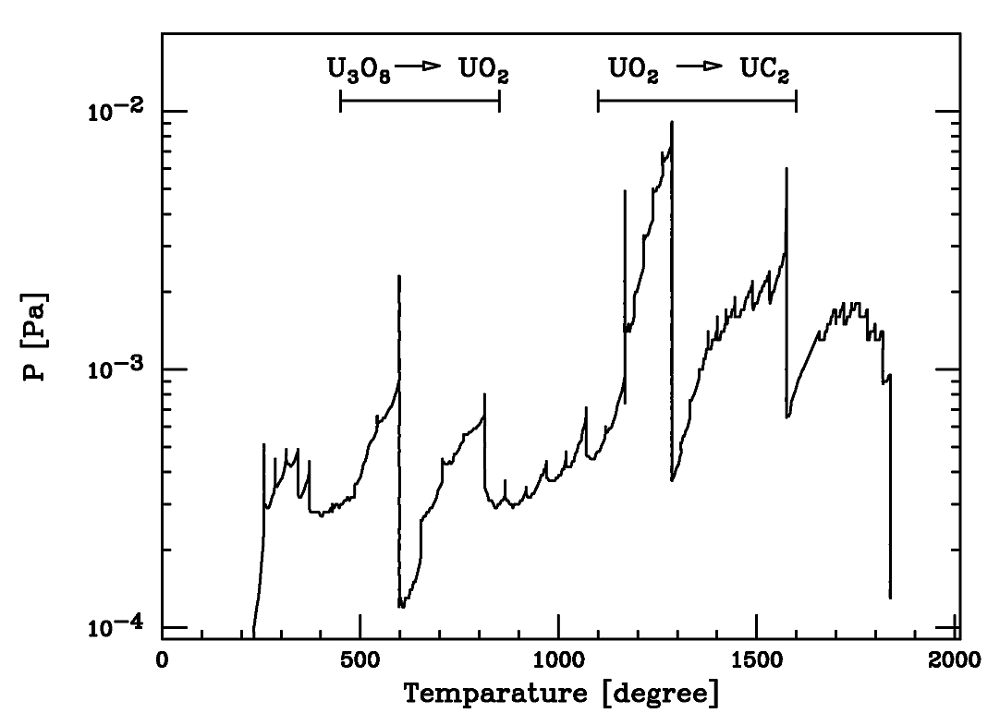 U₃O₈ → UO₂ UO₂ → UC₂
10⁻²
10⁻³
10⁻⁴
P [Pa]
0 500 1000 1500 2000
Temparature [degree]